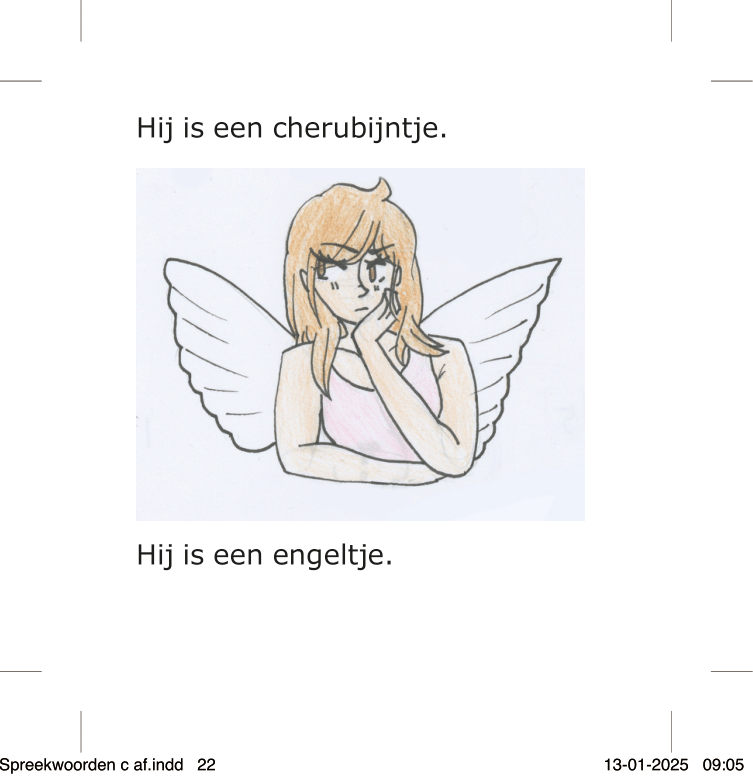 Hij is een cherubijntje.
Hij is een engeltje.
Spreekwoorden c af.indd   22
13-01-2025   09:05